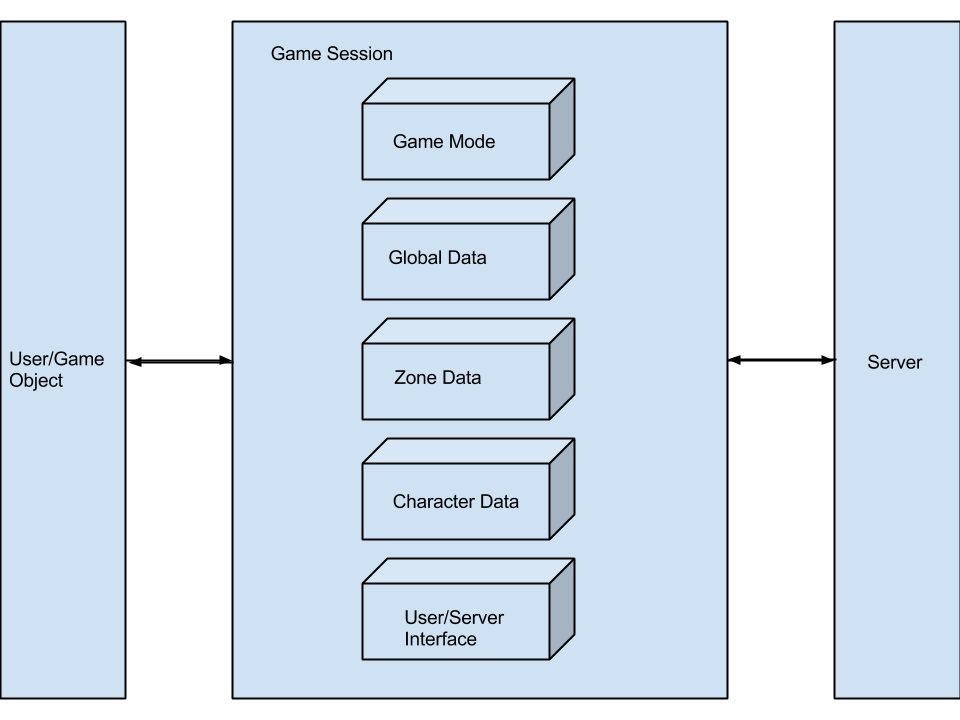 Game Session
Game Mode
Global Data
Zone Data
Character Data
User/Server
Interface
User/Game
Object
Server